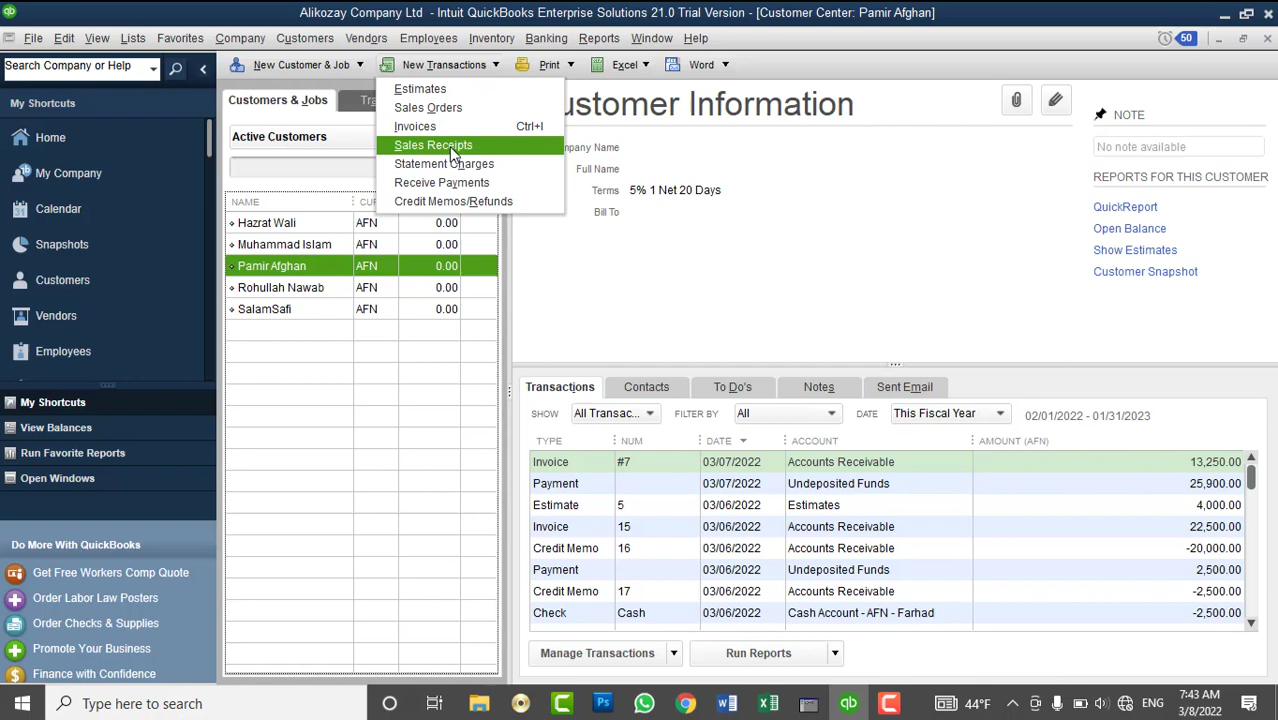 Alikozay Company Ltd - Intuit QuickBooks Enterprise Solutions 21.0 Trial Version - [Customer Center: Pamir Afghan]
File Edit View Lists Favorites Company Customers Vendors Employees Inventory Banking Reports Window Help 50
Search Company or Help
New Customer & Job New Transactions Print Excel Word
My Shortcuts
Home
My Company
Calendar
Snapshots
Customers
Vendors
Employees
My Shortcuts
View Balances
Run Favorite Reports
Open Windows
Do More With QuickBooks
Get Free Workers Comp Quote
Order Labor Law Posters
Order Checks & Supplies
Promote Your Business
Finance with Confidence
Customers & Jobs Tra
Active Customers
NAME CU
Hazrat Wali AFN 0.00
Muhammad Islam AFN 0.00
Pamir Afghan AFN 0.00
Rohullah Nawab AFN 0.00
SalamSafi AFN 0.00
Estimates
Sales Orders
Invoices Ctrl+I
Sales Receipts
Statement Charges
Receive Payments
Credit Memos/Refunds
ustomer Information
mpany Name
Full Name
Terms 5% 1 Net 20 Days
Bill To
NOTE
No note available
REPORTS FOR THIS CUSTOMER
QuickReport
Open Balance
Show Estimates
Customer Snapshot
Transactions Contacts To Do's Notes Sent Email
SHOW All Transac... FILTER BY All DATE This Fiscal Year 02/01/2022 - 01/31/2023
TYPE NUM DATE ACCOUNT AMOUNT (AFN)
Invoice #7 03/07/2022 Accounts Receivable 13,250.00
Payment 03/07/2022 Undeposited Funds 25,900.00
Estimate 5 03/06/2022 Estimates 4,000.00
Invoice 15 03/06/2022 Accounts Receivable 22,500.00
Credit Memo 16 03/06/2022 Accounts Receivable -20,000.00
Payment 03/06/2022 Undeposited Funds 2,500.00
Credit Memo 17 03/06/2022 Accounts Receivable -2,500.00
Check Cash 03/06/2022 Cash Account - AFN - Farhad -2,500.00
Manage Transactions Run Reports
Type here to search
44°F ENG 7:43 AM
3/8/2022